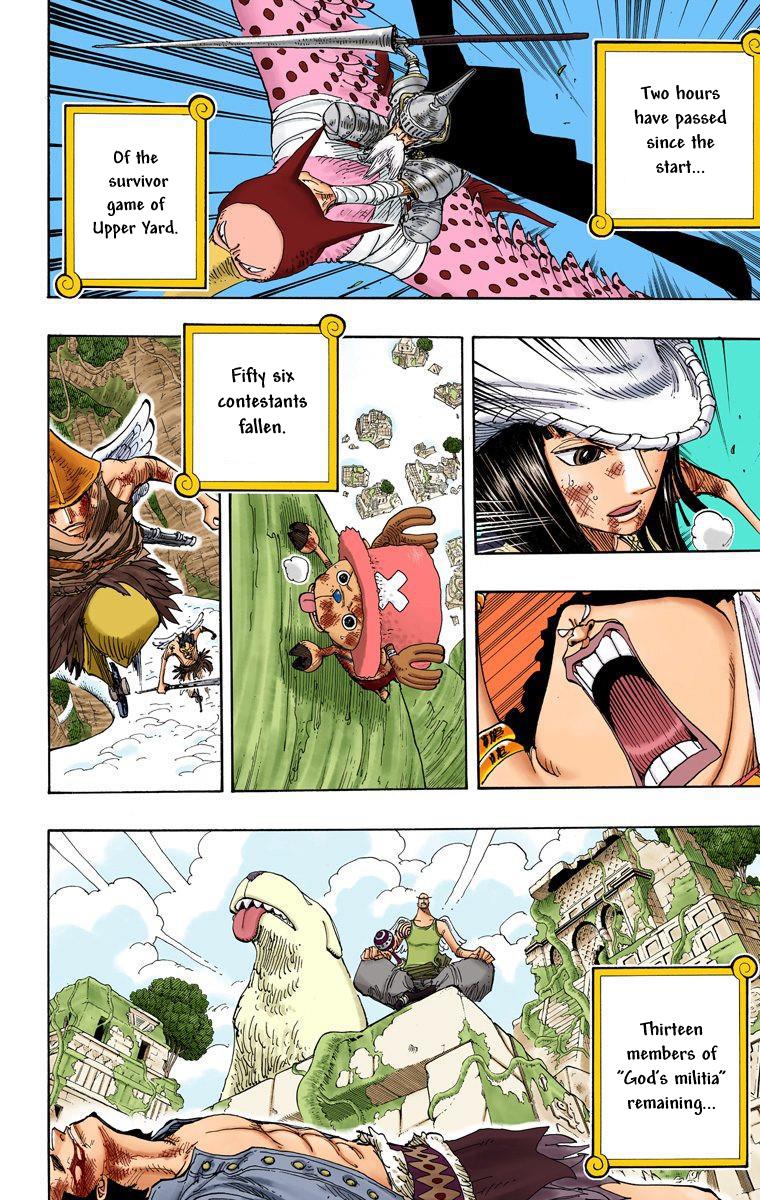 Two hours
have passed
since the
start...
Of the
survivor
game of
Upper Yard.
Fifty six
contestants
fallen.
Thirteen
members of
"God's militia"
remaining...